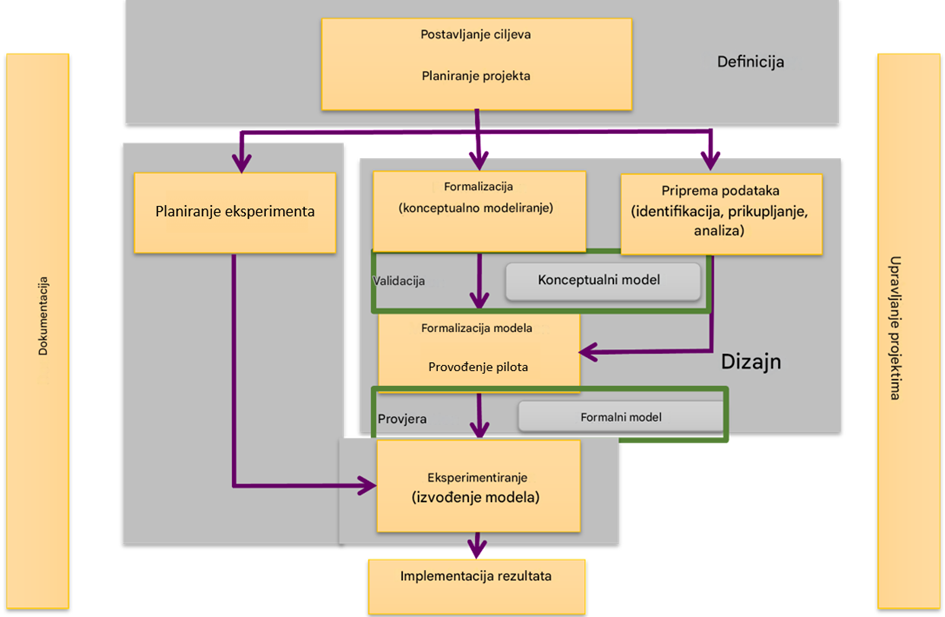 Postavljanje ciljeva
Planiranje projekta
Definicija
Planiranje eksperimenta
Formalizacija
(konceptualno modeliranje)
Priprema podataka
(identifikacija, prikupljanje,
analiza)
Validacija
Konceptualni model
Formalizacija modela
Provođenje pilota
Dizajn
Provjera
Formalni model
Eksperimentiranje
(izvođenje modela)
Implementacija rezultata
Dokumentacija
Upravljanje projektima